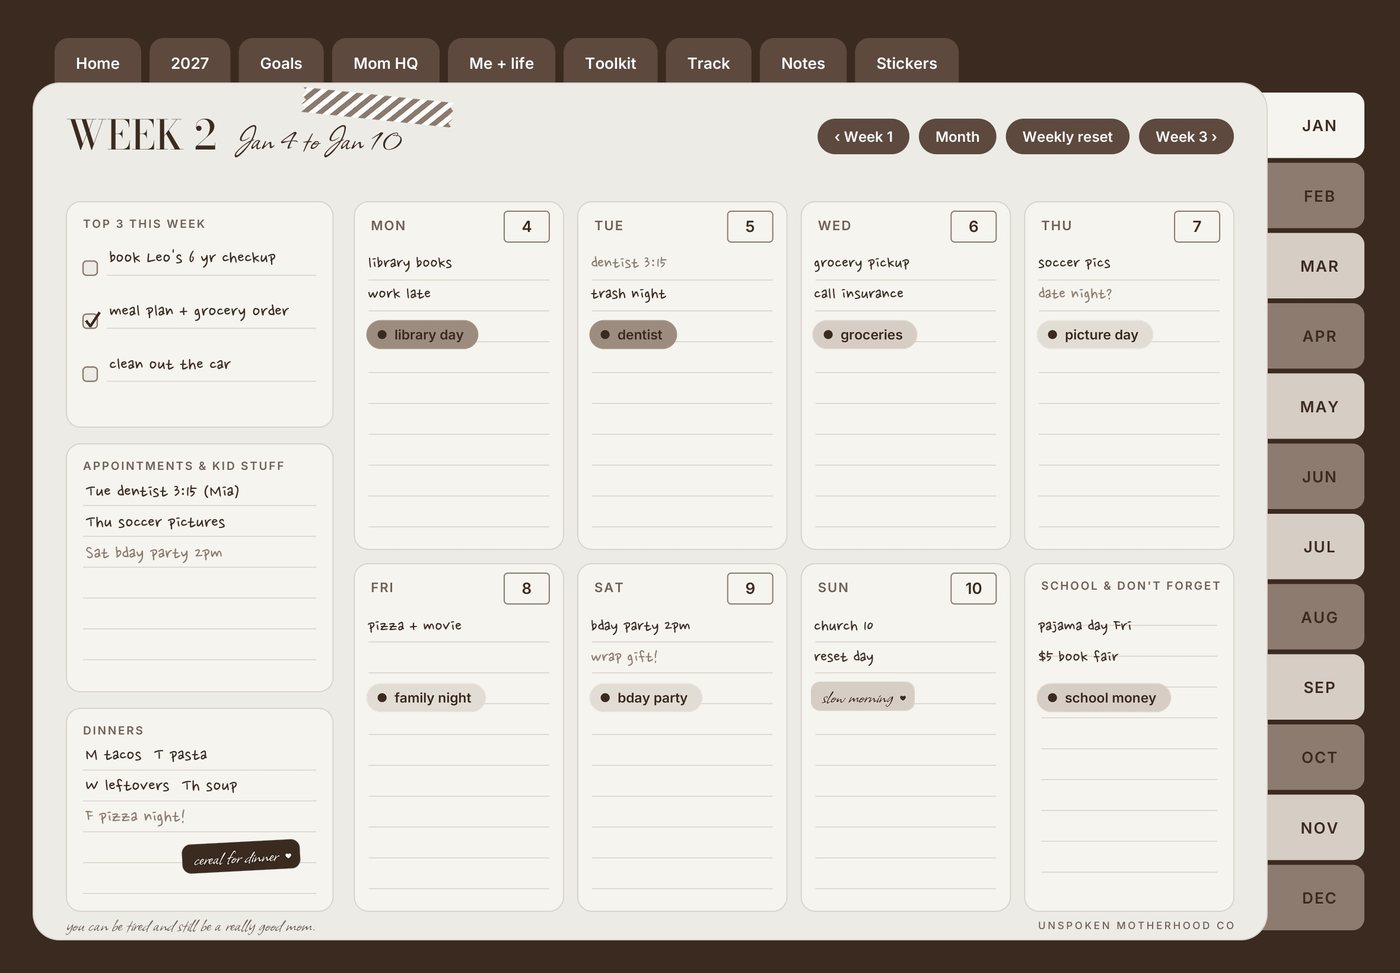 Home
2027
Goals
Mom HQ
Me + life
Toolkit
Track
Notes
Stickers
WEEK 2 Jan 4 to Jan 10
‹ Week 1
Month
Weekly reset
Week 3 ›
TOP 3 THIS WEEK
book Leo's 6 yr checkup
meal plan + grocery order
clean out the car
APPOINTMENTS & KID STUFF
Tue dentist 3:15 (Mia)
Thu soccer pictures
Sat bday party 2pm
DINNERS
M tacos T pasta
W leftovers Th soup
F pizza night!
cereal for dinner ♥
MON 4
library books
work late
library day
TUE 5
dentist 3:15
trash night
dentist
WED 6
grocery pickup
call insurance
groceries
THU 7
soccer pics
date night?
picture day
FRI 8
pizza + movie
family night
SAT 9
bday party 2pm
wrap gift!
bday party
SUN 10
church 10
reset day
slow morning ♥
SCHOOL & DON'T FORGET
pajama day Fri
$5 book fair
school money
JAN
FEB
MAR
APR
MAY
JUN
JUL
AUG
SEP
OCT
NOV
DEC
you can be tired and still be a really good mom.
UNSPOKEN MOTHERHOOD CO